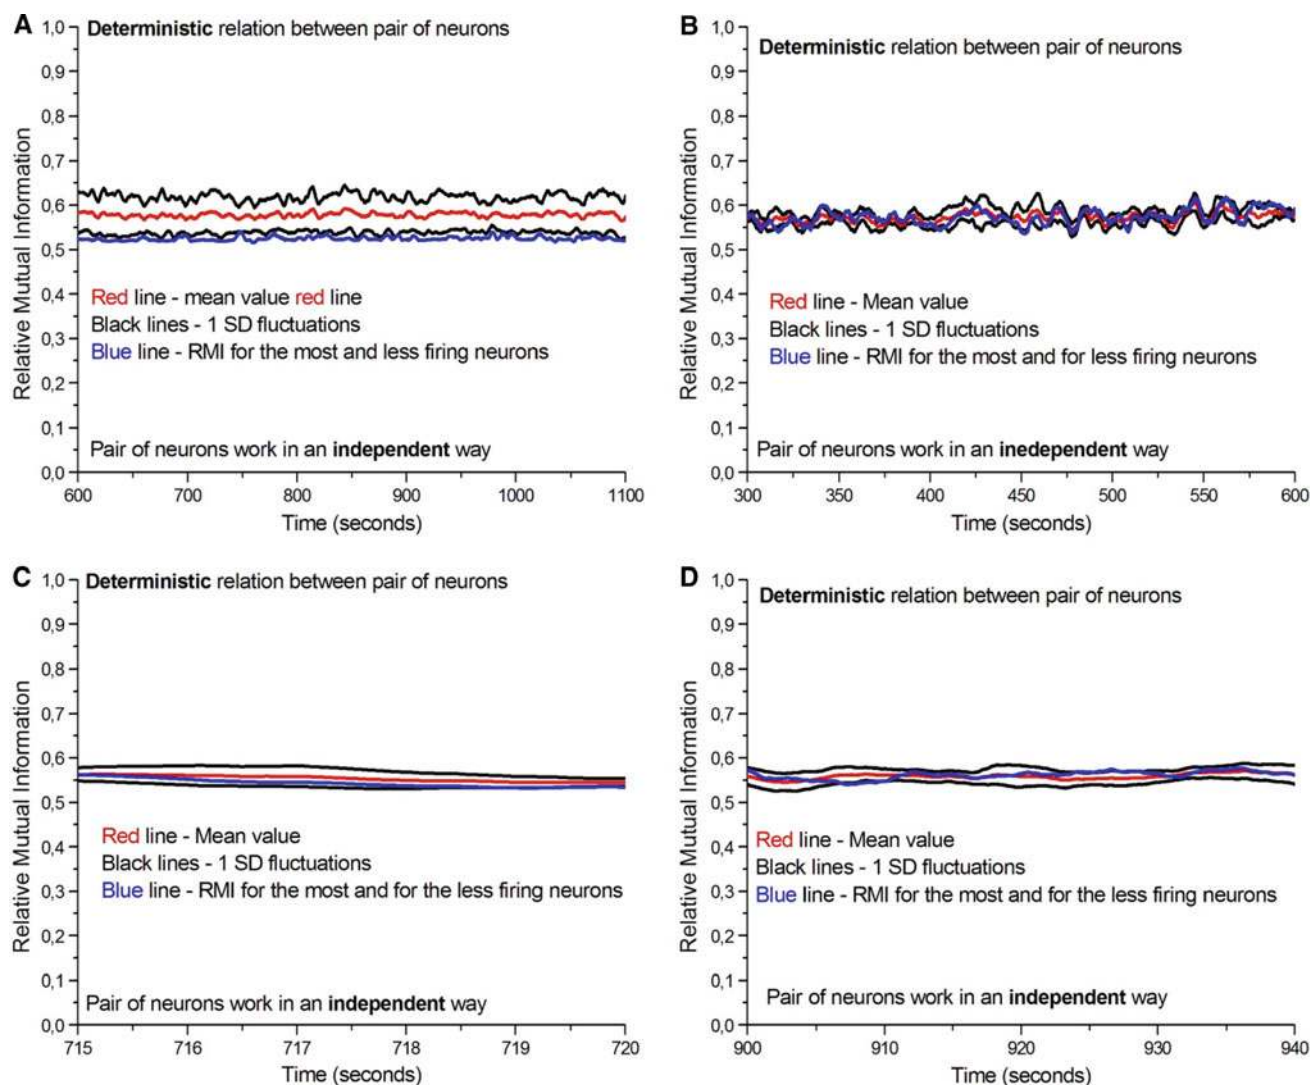 A
Deterministic relation between pair of neurons
1,0
0,9
0,8
0,7
0,6
0,5
0,4
0,3
0,2
0,1
0,0
Relative Mutual Information
Red line - mean value red line
Black lines - 1 SD fluctuations
Blue line - RMI for the most and less firing neurons
Pair of neurons work in an independent way
600 700 800 900 1000 1100
Time (seconds)
B
Deterministic relation between pair of neurons
1,0
0,9
0,8
0,7
0,6
0,5
0,4
0,3
0,2
0,1
0,0
Relative Mutual Information
Red line - Mean value
Black lines - 1 SD fluctuations
Blue line - RMI for the most and for less firing neurons
Pair of neurons work in an inedependent way
300 350 400 450 500 550 600
Time (seconds)
C
Deterministic relation between pair of neurons
1,0
0,9
0,8
0,7
0,6
0,5
0,4
0,3
0,2
0,1
0,0
Relative Mutual Information
Red line - Mean value
Black lines - 1 SD fluctuations
Blue line - RMI for the most and for the less firing neurons
Pair of neurons work in an independent way
715 716 717 718 719 720
Time (seconds)
D
Deterministic relation between pair of neurons
1,0
0,9
0,8
0,7
0,6
0,5
0,4
0,3
0,2
0,1
0,0
Relative Mutual Information
Red line - Mean value
Black lines - 1 SD fluctuations
Blue line - RMI for the most and for the less firing neurons
Pair of neurons work in an independent way
900 910 920 930 940
Time (seconds)